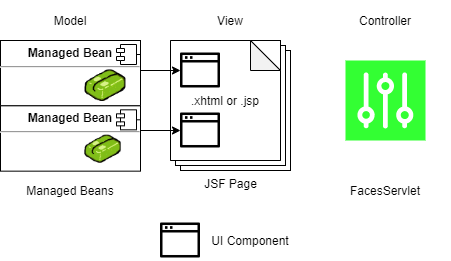 Model
View
Controller
Managed Bean
.xhtml or .jsp
Managed Bean
Managed Beans
JSF Page
FacesServlet
UI Component